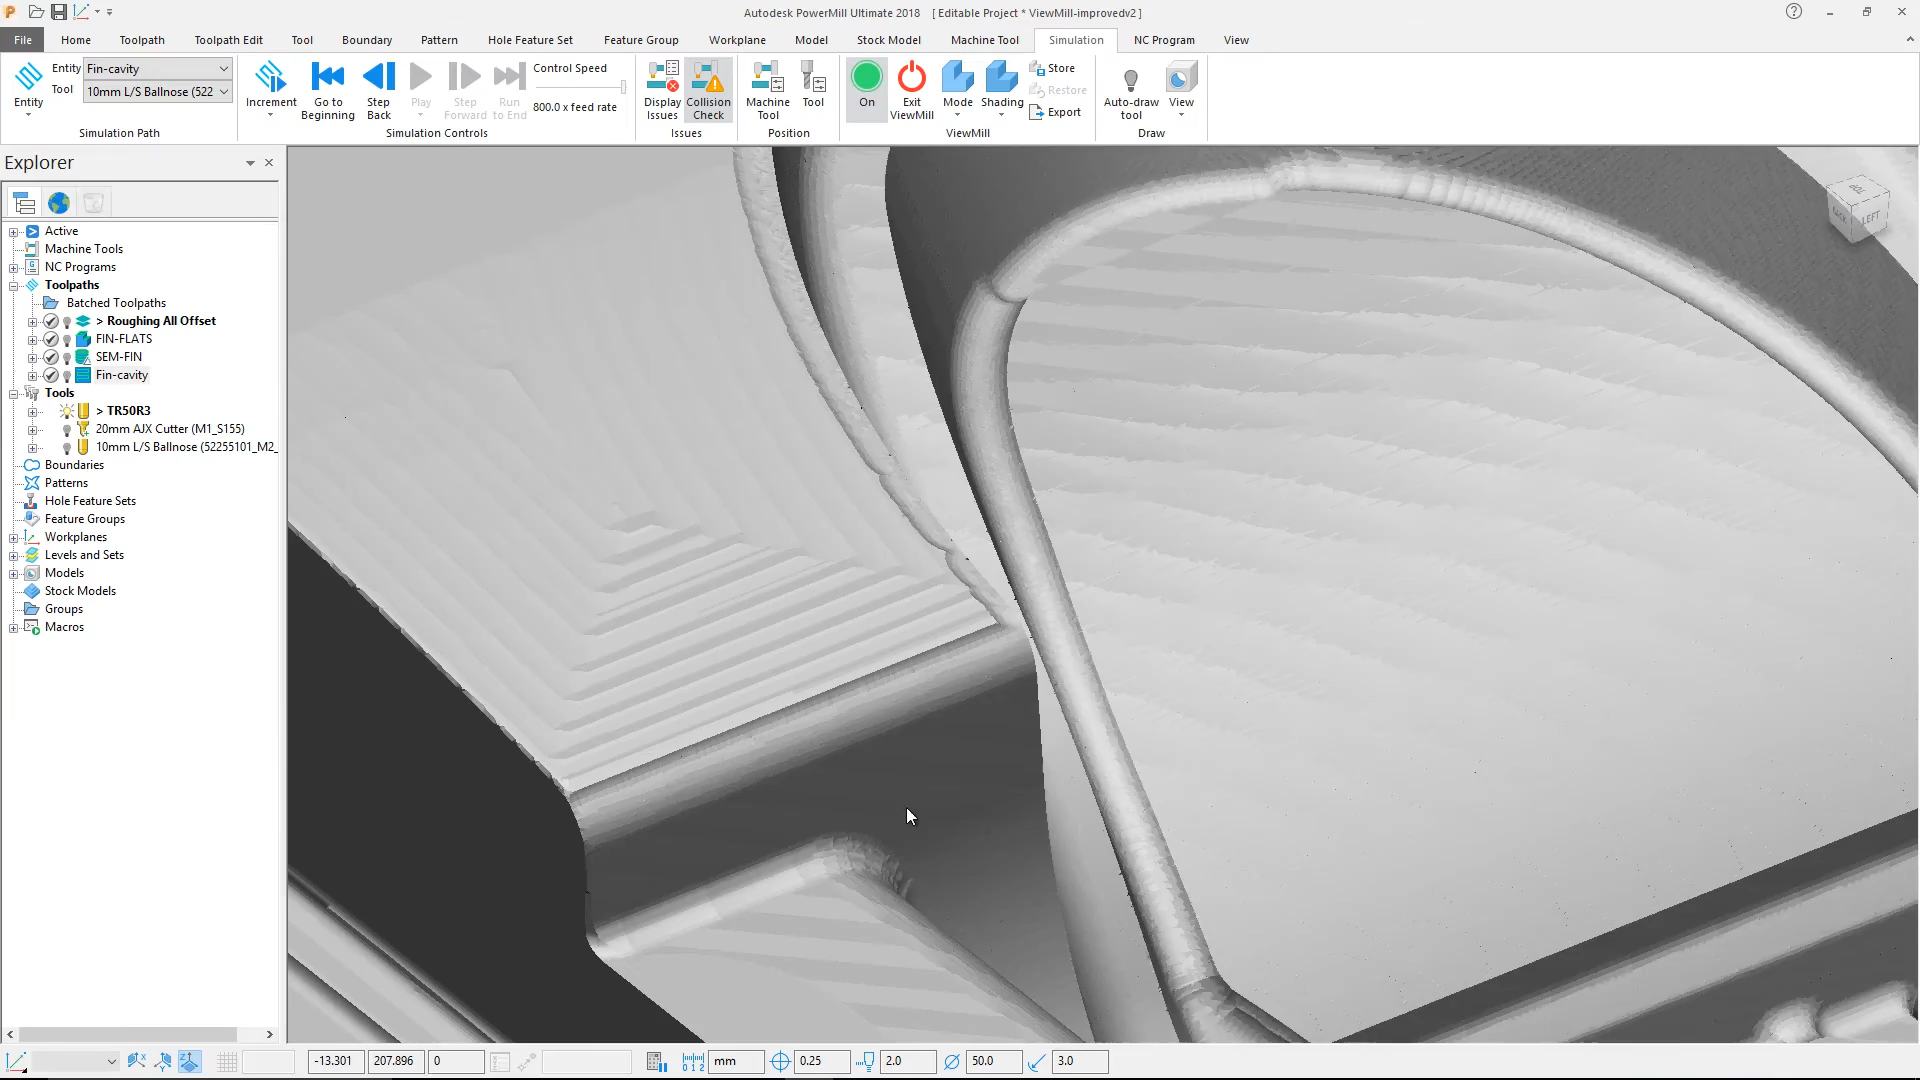 Autodesk PowerMill Ultimate 2018 [ Editable Project * ViewMill-improvedv2 ]
File Home Toolpath Toolpath Edit Tool Boundary Pattern Hole Feature Set Feature Group Workplane Model Stock Model Machine Tool Simulation NC Program View
Entity
Entity Fin-cavity
Tool 10mm L/S Ballnose (522
Simulation Path
Increment
Go to Beginning
Step Back
Play
Step Forward
Run to End
Control Speed
800.0 x feed rate
Simulation Controls
Display Issues
Collision Check
Issues
Machine Tool
Tool
Position
On
Exit ViewMill
Mode
Shading
Store
Restore
Export
ViewMill
Auto-draw tool
View
Draw
Explorer
Active
Machine Tools
NC Programs
Toolpaths
Batched Toolpaths
> Roughing All Offset
FIN-FLATS
SEM-FIN
Fin-cavity
Tools
> TR50R3
20mm AJX Cutter (M1_S155)
10mm L/S Ballnose (52255101_M2_
Boundaries
Patterns
Hole Feature Sets
Feature Groups
Workplanes
Levels and Sets
Models
Stock Models
Groups
Macros
TOP
BACK
LEFT
-13.301 207.896 0 mm 0.25 2.0 50.0 3.0